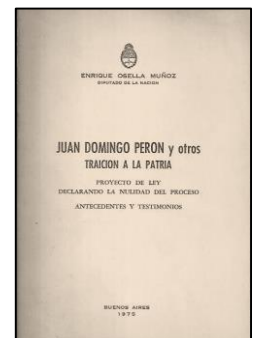 ENRIQUE OSELLA MUÑOZ
DIPUTADO DE LA NACION
JUAN DOMINGO PERON y otros
TRAICION A LA PATRIA
PROYECTO DE LEY
DECLARANDO LA NULIDAD DEL PROCESO
ANTECEDENTES Y TESTIMONIOS
BUENOS AIRES
1975